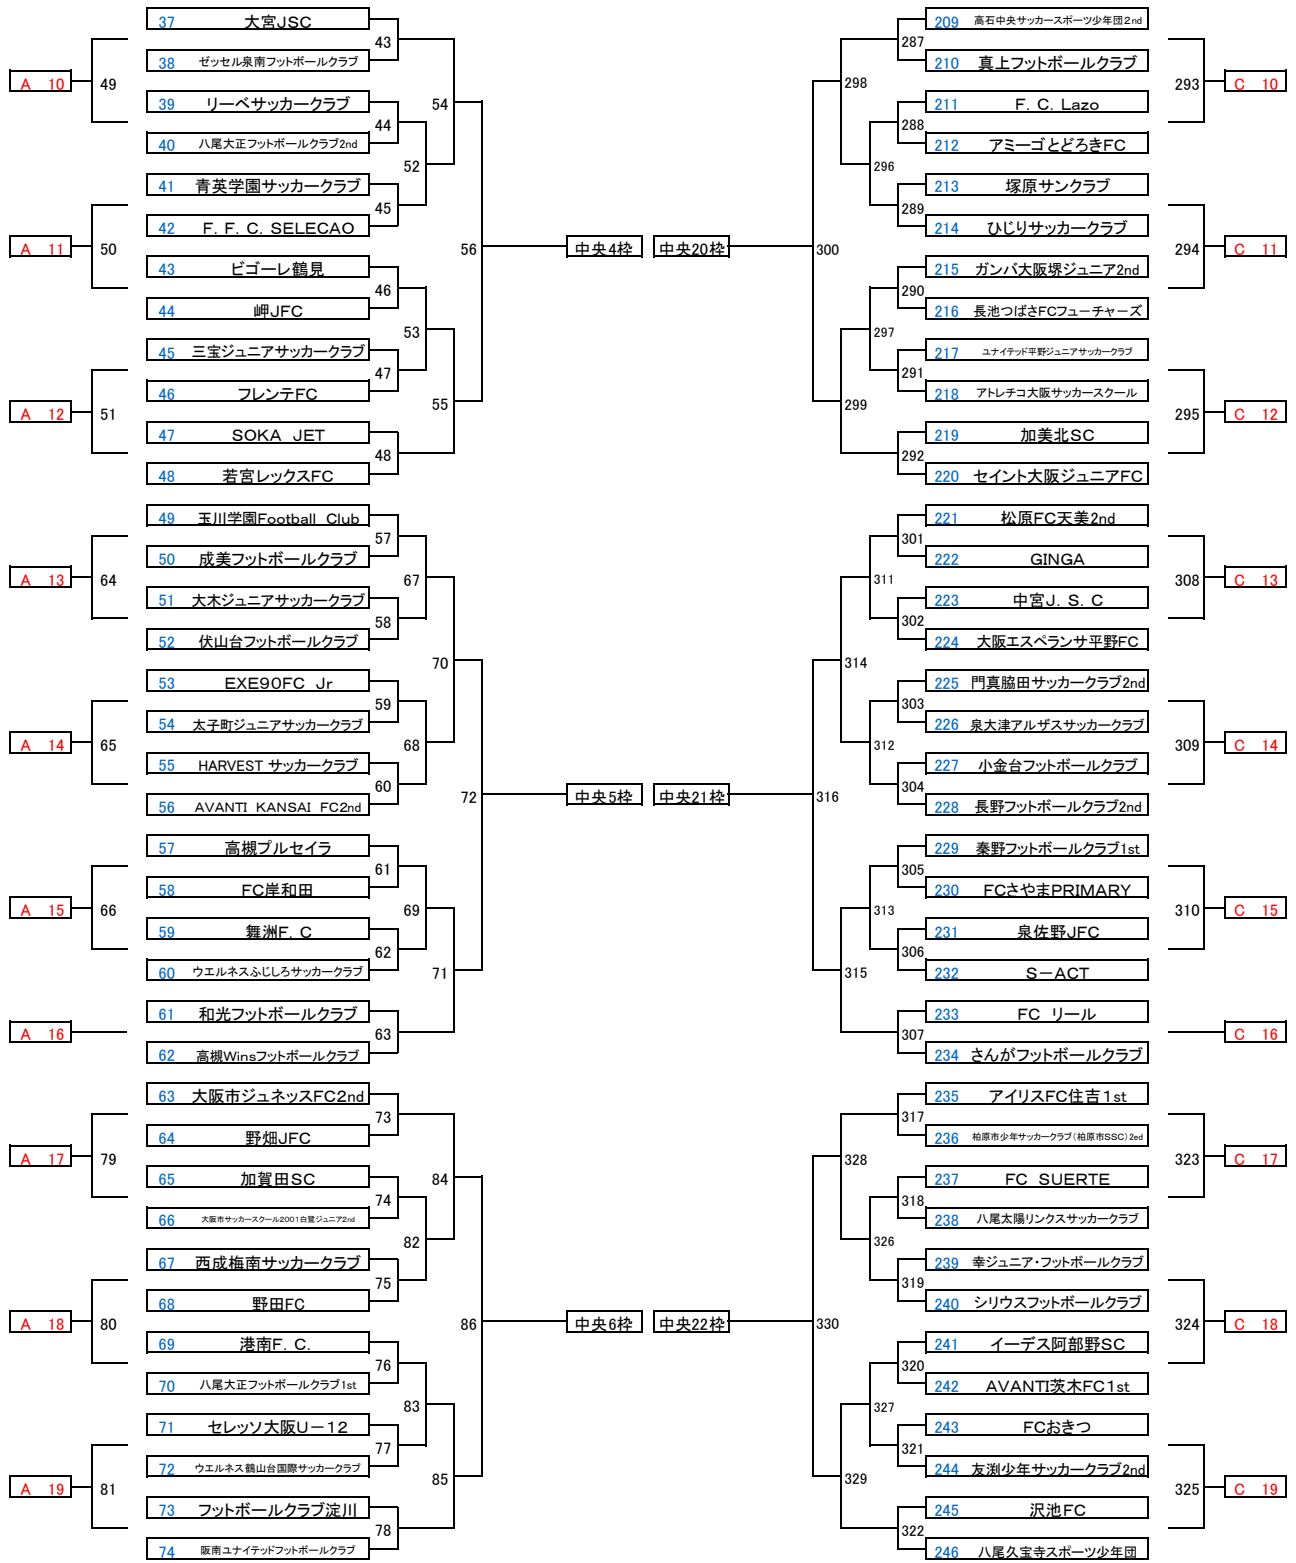 37 大宮JSC
43
38 ゼッセル泉南フットボールクラブ
A 10
49
39 リーベサッカークラブ
54
44
40 八尾大正フットボールクラブ2nd
52
41 青英学園サッカークラブ
45
42 F. F. C. SELECAO
A 11
50
56
中央4枠
43 ビゴーレ鶴見
46
44 岬JFC
53
45 三宝ジュニアサッカークラブ
47
46 フレンテFC
55
A 12
51
47 SOKA JET
48
48 若宮レックスFC
49 玉川学園Football Club
57
50 成美フットボールクラブ
A 13
64
67
51 大木ジュニアサッカークラブ
58
52 伏山台フットボールクラブ
70
53 EXE90FC Jr
59
54 太子町ジュニアサッカークラブ
A 14
65
68
55 HARVEST サッカークラブ
60
72
中央5枠
56 AVANTI KANSAI FC2nd
57 高槻プルセイラ
61
58 FC岸和田
A 15
66
69
59 舞洲F. C
62
60 ウエルネスふじしろサッカークラブ
71
61 和光フットボールクラブ
A 16
63
62 高槻Winsフットボールクラブ
63 大阪市ジュネッスFC2nd
73
64 野畑JFC
A 17
79
65 加賀田SC
84
74
66 大阪市サッカースクール2001白鷺ジュニア2nd
82
67 西成梅南サッカークラブ
75
68 野田FC
A 18
80
86
中央6枠
69 港南F. C.
76
70 八尾大正フットボールクラブ1st
83
71 セレッソ大阪U－12
77
72 ウエルネス鶴山台国際サッカークラブ
85
A 19
81
73 フットボールクラブ淀川
78
74 阪南ユナイテッドフットボールクラブ
209 高石中央サッカースポーツ少年団2nd
287
210 真上フットボールクラブ
298
293
C 10
211 F. C. Lazo
288
212 アミーゴとどろきFC
296
213 塚原サンクラブ
289
214 ひじりサッカークラブ
中央20枠
300
294
C 11
215 ガンバ大阪堺ジュニア2nd
290
216 長池つばさFCフューチャーズ
297
217 ユナイテッド平野ジュニアサッカークラブ
291
218 アトレチコ大阪サッカースクール
299
295
C 12
219 加美北SC
292
220 セイント大阪ジュニアFC
221 松原FC天美2nd
301
222 GINGA
311
308
C 13
223 中宮J. S. C
302
224 大阪エスペランサ平野FC
314
225 門真脇田サッカークラブ2nd
303
226 泉大津アルザスサッカークラブ
312
309
C 14
227 小金台フットボールクラブ
304
中央21枠
316
228 長野フットボールクラブ2nd
229 秦野フットボールクラブ1st
305
230 FCさやまPRIMARY
313
310
C 15
231 泉佐野JFC
306
232 S－ACT
315
233 FC リール
307
C 16
234 さんがフットボールクラブ
235 アイリスFC住吉1st
317
236 柏原市少年サッカークラブ（柏原市SSC）2ed
328
323
C 17
237 FC SUERTE
318
238 八尾太陽リンクスサッカークラブ
326
239 幸ジュニア・フットボールクラブ
319
240 シリウスフットボールクラブ
中央22枠
330
324
C 18
241 イーデス阿部野SC
320
242 AVANTI茨木FC1st
327
243 FCおきつ
321
244 友渕少年サッカークラブ2nd
329
325
C 19
245 沢池FC
322
246 八尾久宝寺スポーツ少年団